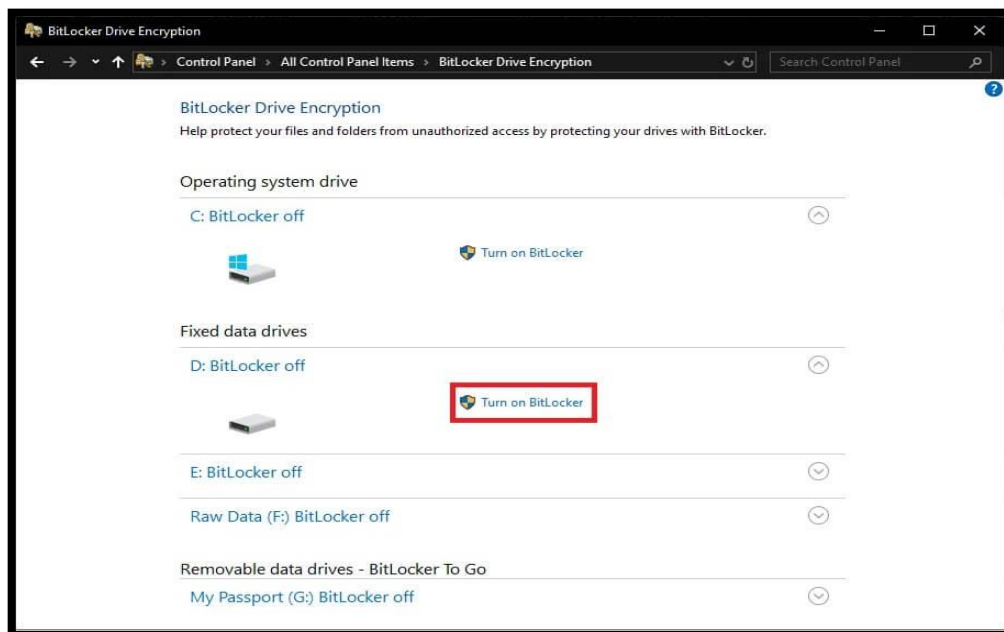 BitLocker Drive Encryption
Control Panel > All Control Panel Items > BitLocker Drive Encryption
Search Control Panel
?
BitLocker Drive Encryption
Help protect your files and folders from unauthorized access by protecting your drives with BitLocker.
Operating system drive
C: BitLocker off
Turn on BitLocker
Fixed data drives
D: BitLocker off
Turn on BitLocker
E: BitLocker off
Raw Data (F:) BitLocker off
Removable data drives - BitLocker To Go
My Passport (G:) BitLocker off